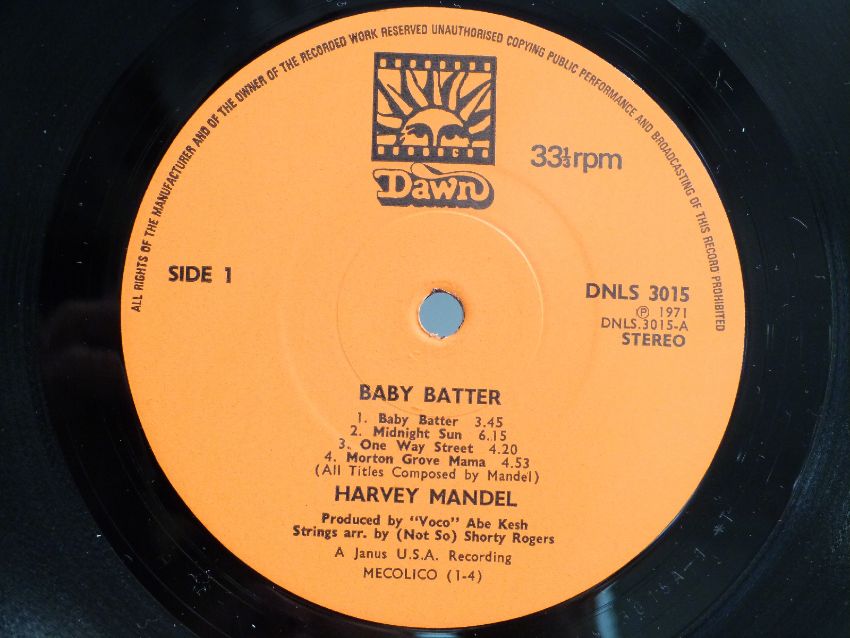 ALL RIGHTS OF THE MANUFACTURER AND OF THE OWNER OF THE RECORDED WORK RESERVED UNAUTHORISED COPYING PUBLIC PERFORMANCE AND BROADCASTING OF THIS RECORD PROHIBITED
Dawn
33⅓rpm
SIDE 1
DNLS 3015
Ⓟ 1971
DNLS.3015-A
STEREO
BABY BATTER
1. Baby Batter 3.45
2. Midnight Sun 6.15
3. One Way Street 4.20
4. Morton Grove Mama 4.53
(All Titles Composed by Mandel)
HARVEY MANDEL
Produced by "Voco" Abe Kesh
Strings arr. by (Not So) Shorty Rogers
A Janus U.S.A. Recording
MECOLICO (1-4)